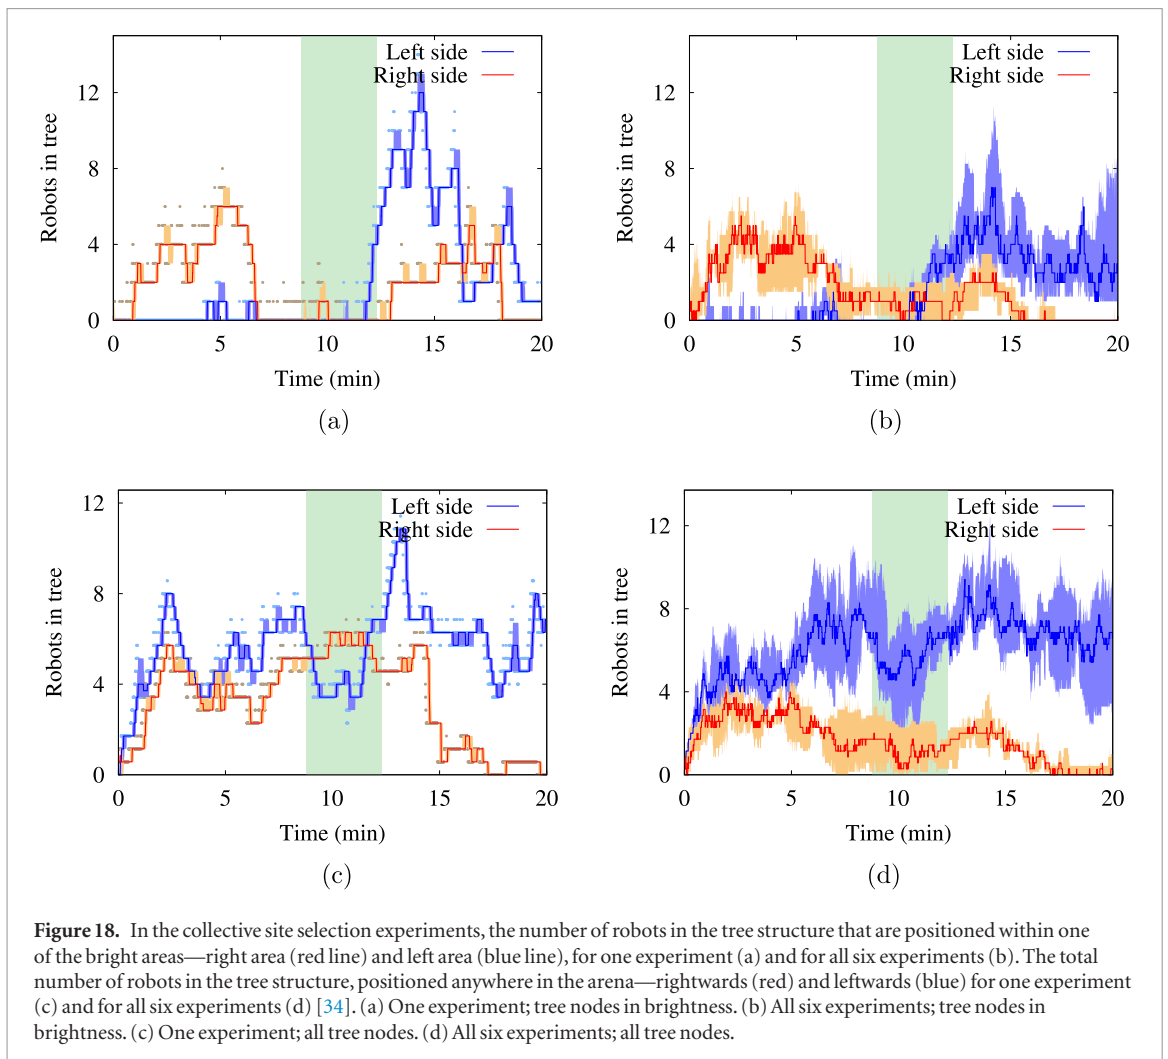 Left side
Right side
Robots in tree
12
8
4
0
0 5 10 15 20
Time (min)
(a)
Left side
Right side
Robots in tree
12
8
4
0
0 5 10 15 20
Time (min)
(b)
Left side
Right side
Robots in tree
12
8
4
0
0 5 10 15 20
Time (min)
(c)
Left side
Right side
Robots in tree
12
8
4
0
0 5 10 15 20
Time (min)
(d)
Figure 18. In the collective site selection experiments, the number of robots in the tree structure that are positioned within one
of the bright areas—right area (red line) and left area (blue line), for one experiment (a) and for all six experiments (b). The total
number of robots in the tree structure, positioned anywhere in the arena—rightwards (red) and leftwards (blue) for one experiment
(c) and for all six experiments (d) [34]. (a) One experiment; tree nodes in brightness. (b) All six experiments; tree nodes in
brightness. (c) One experiment; all tree nodes. (d) All six experiments; all tree nodes.